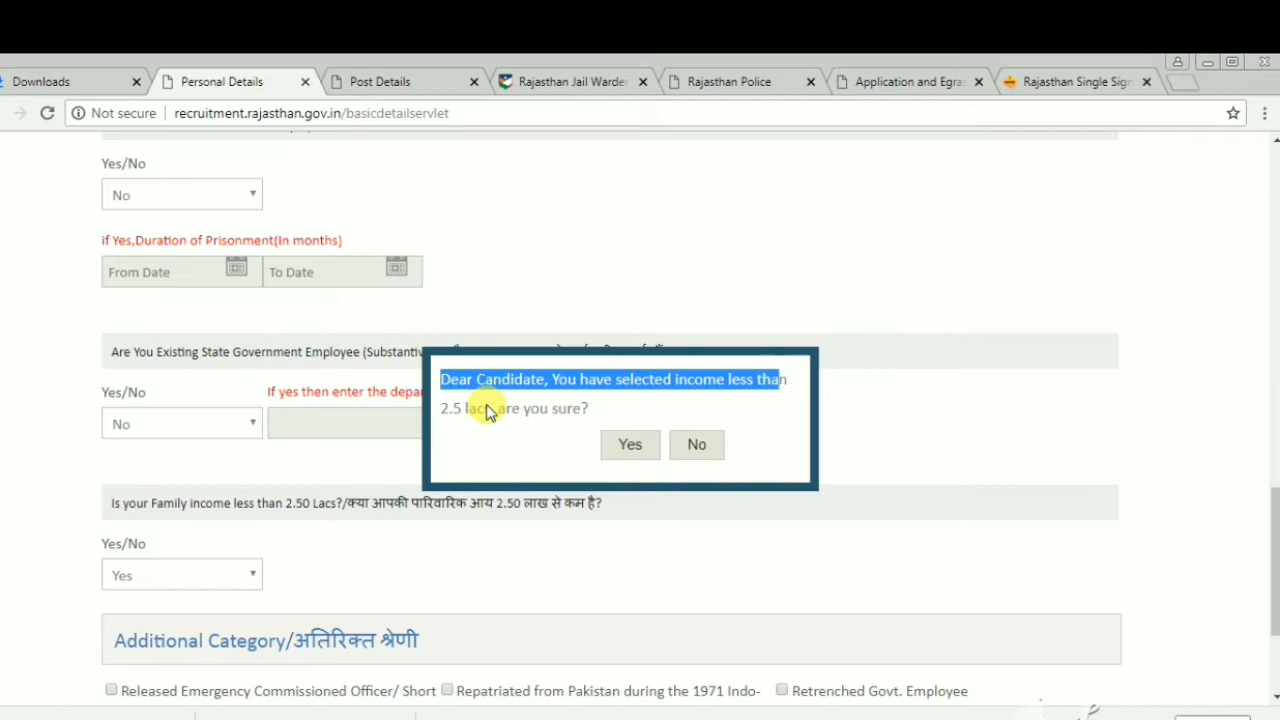 Downloads
Personal Details
Post Details
Rajasthan Jail Warde
Rajasthan Police
Application and Egra
Rajasthan Single Sig
Not secure
recruitment.rajasthan.gov.in/basicdetailservlet
Yes/No
No
if Yes,Duration of Prisonment(In months)
From Date
To Date
Are You Existing State Government Employee (Substantiv
Yes/No
If yes then enter the depar
No
Dear Candidate, You have selected income less than
2.5 lacs are you sure?
Yes
No
Is your Family income less than 2.50 Lacs?/क्या आपकी पारिवारिक आय 2.50 लाख से कम है?
Yes/No
Yes
Additional Category/अतिरिक्त श्रेणी
Released Emergency Commissioned Officer/ Short
Repatriated from Pakistan during the 1971 Indo-
Retrenched Govt. Employee